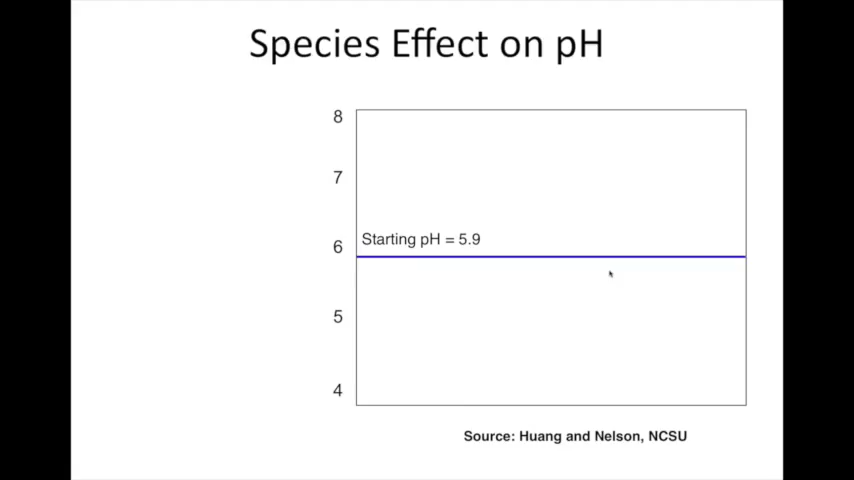 Species Effect on pH
8
7
6
5
4
Starting pH = 5.9
Source: Huang and Nelson, NCSU